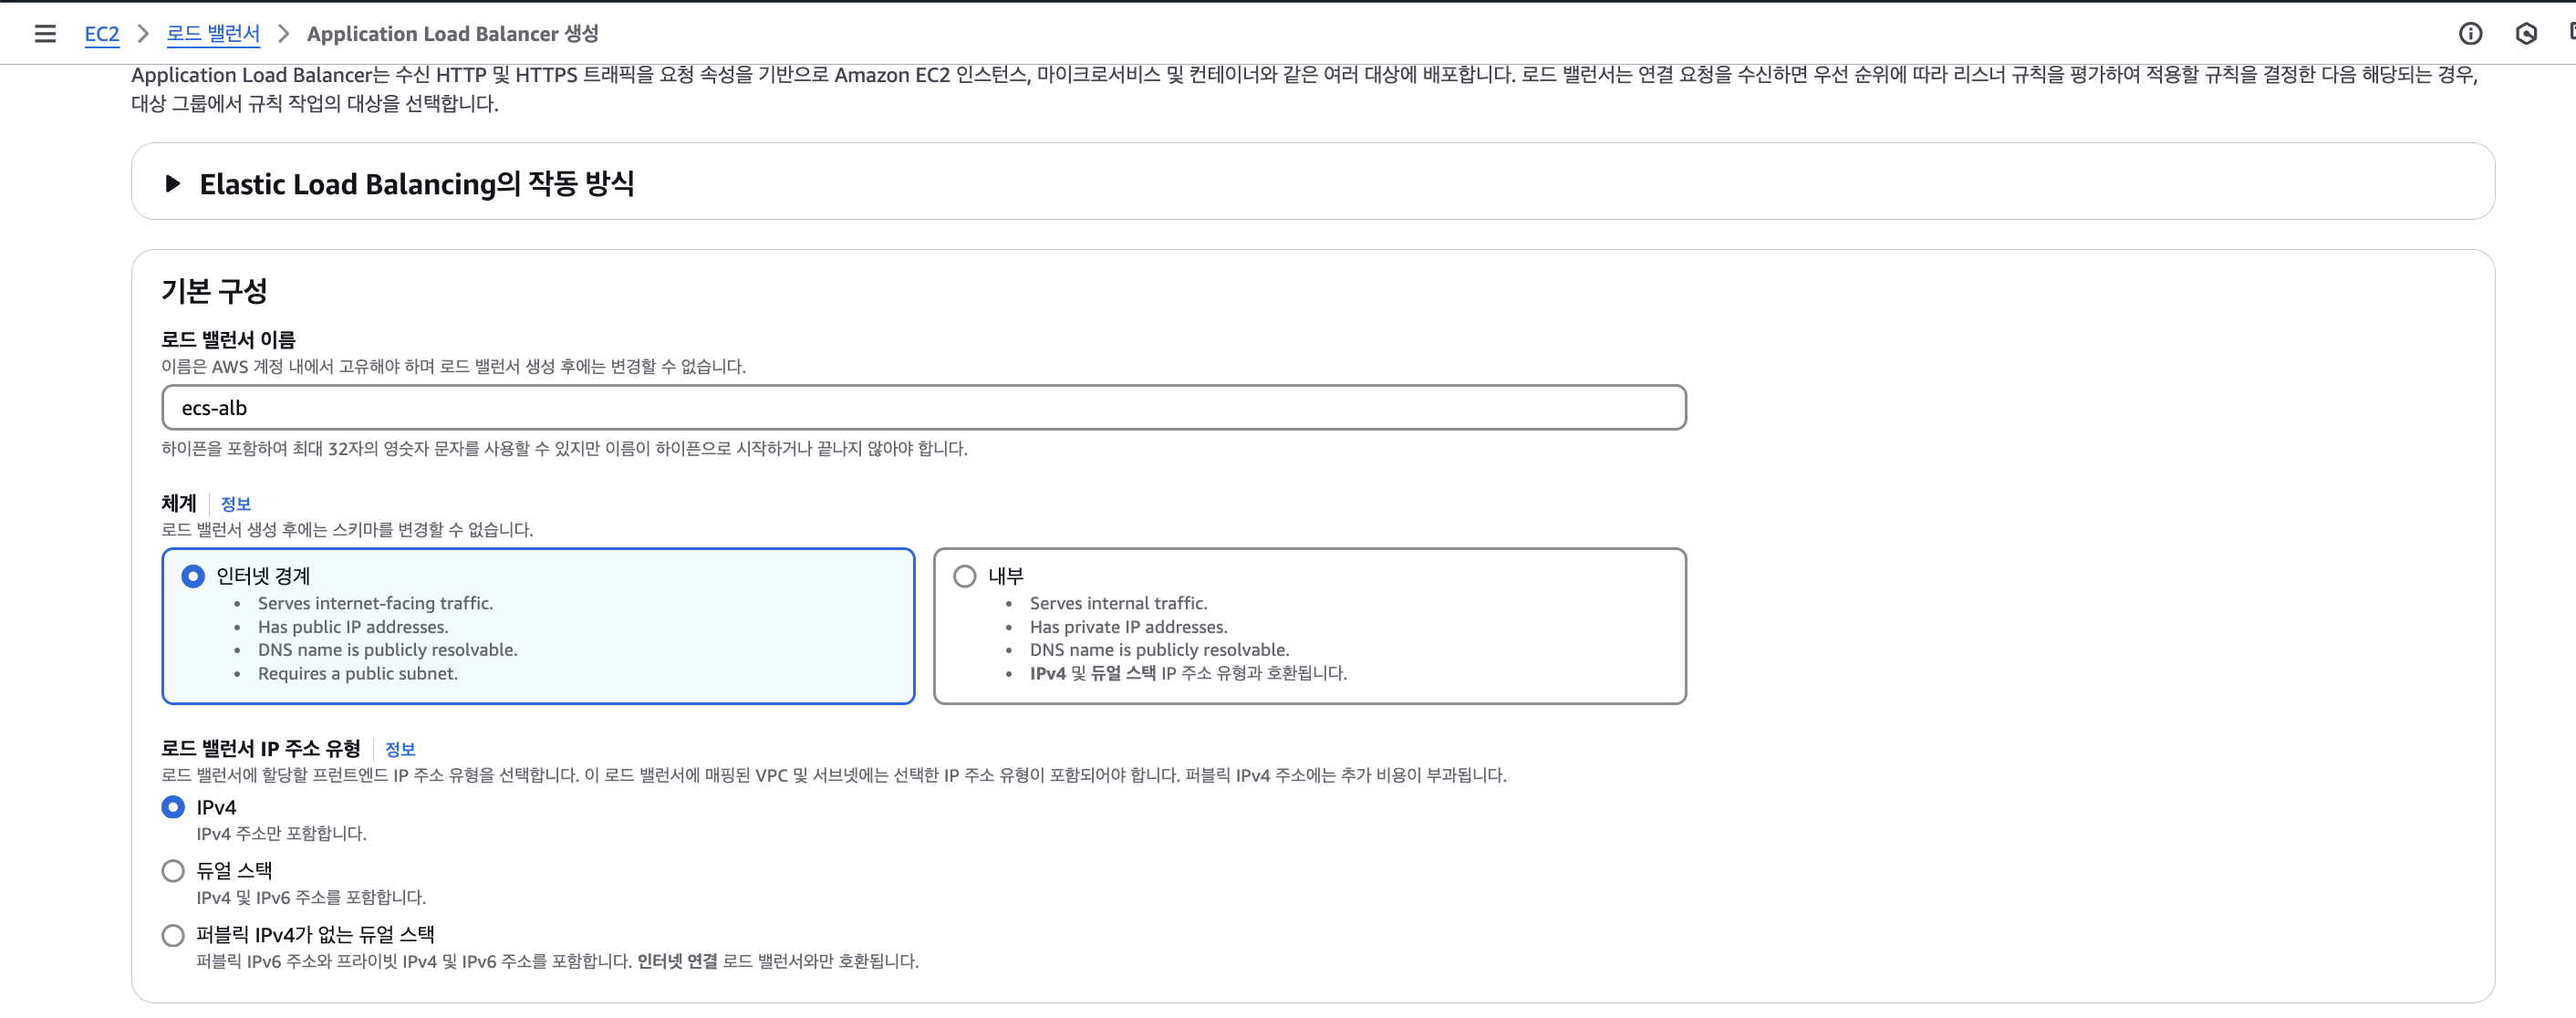 EC2 > 로드 밸런서 > Application Load Balancer 생성
Application Load Balancer는 수신 HTTP 및 HTTPS 트래픽을 요청 속성을 기반으로 Amazon EC2 인스턴스, 마이크로서비스 및 컨테이너와 같은 여러 대상에 배포합니다. 로드 밸런서는 연결 요청을 수신하면 우선 순위에 따라 리스너 규칙을 평가하여 적용할 규칙을 결정한 다음 해당되는 경우,
대상 그룹에서 규칙 작업의 대상을 선택합니다.
Elastic Load Balancing의 작동 방식
기본 구성
로드 밸런서 이름
이름은 AWS 계정 내에서 고유해야 하며 로드 밸런서 생성 후에는 변경할 수 없습니다.
ecs-alb
하이픈을 포함하여 최대 32자의 영숫자 문자를 사용할 수 있지만 이름이 하이픈으로 시작하거나 끝나지 않아야 합니다.
체계 정보
로드 밸런서 생성 후에는 스키마를 변경할 수 없습니다.
인터넷 경계
• Serves internet-facing traffic.
• Has public IP addresses.
• DNS name is publicly resolvable.
• Requires a public subnet.
내부
• Serves internal traffic.
• Has private IP addresses.
• DNS name is publicly resolvable.
• IPv4 및 듀얼 스택 IP 주소 유형과 호환됩니다.
로드 밸런서 IP 주소 유형 정보
로드 밸런서에 할당할 프런트엔드 IP 주소 유형을 선택합니다. 이 로드 밸런서에 매핑된 VPC 및 서브넷에는 선택한 IP 주소 유형이 포함되어야 합니다. 퍼블릭 IPv4 주소에는 추가 비용이 부과됩니다.
IPv4
IPv4 주소만 포함합니다.
듀얼 스택
IPv4 및 IPv6 주소를 포함합니다.
퍼블릭 IPv4가 없는 듀얼 스택
퍼블릭 IPv6 주소와 프라이빗 IPv4 및 IPv6 주소를 포함합니다. 인터넷 연결 로드 밸런서와만 호환됩니다.